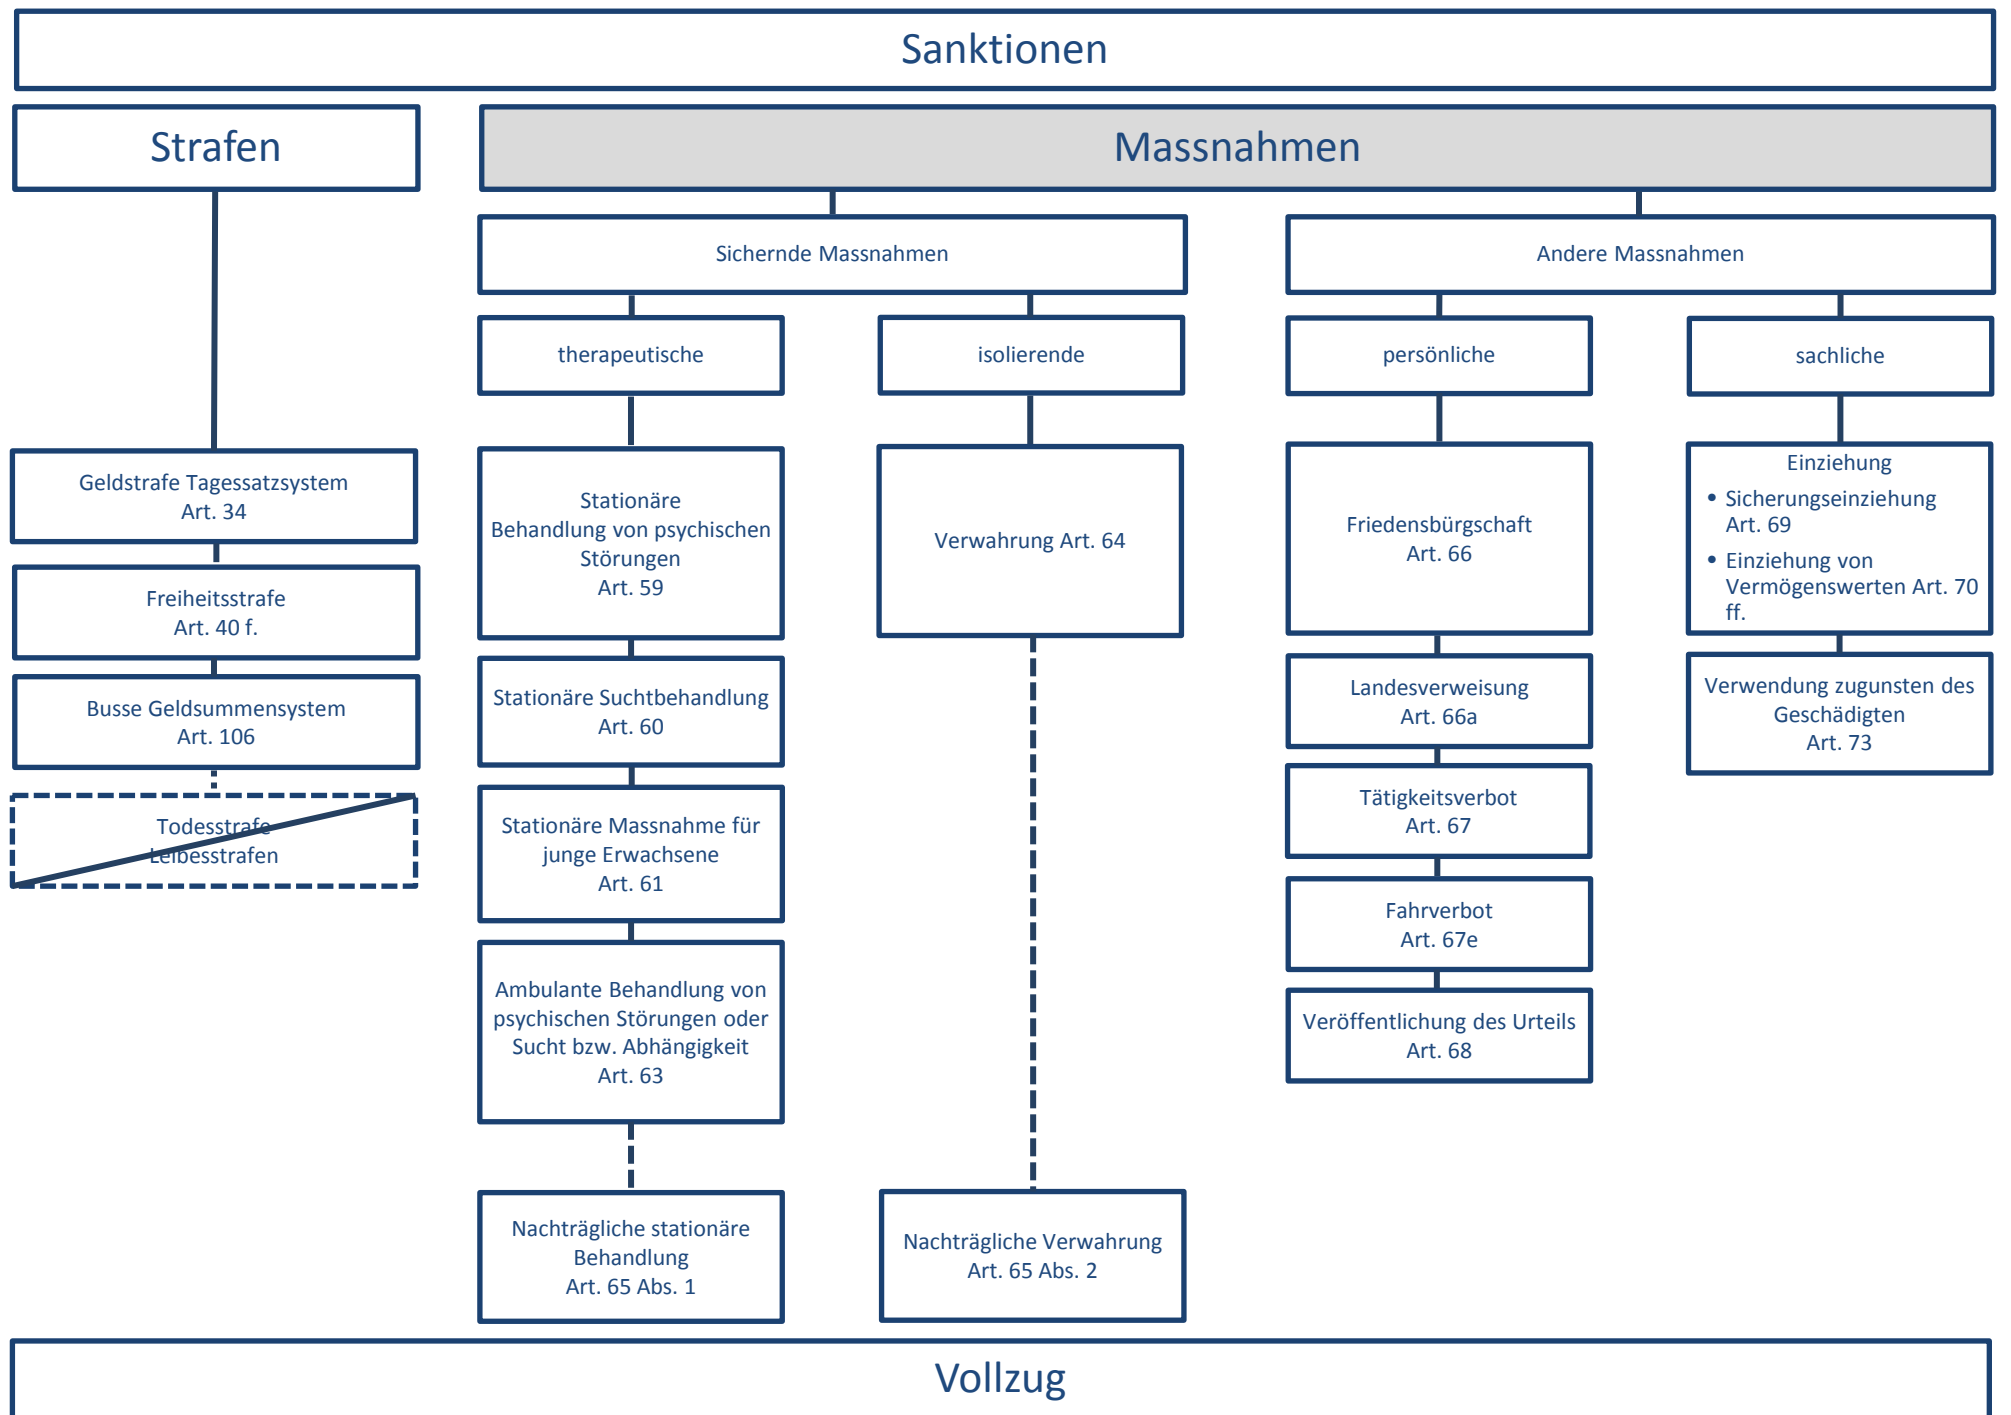 Sanktionen
Strafen
Massnahmen
Sichernde Massnahmen
Andere Massnahmen
therapeutische
isolierende
persönliche
sachliche
Geldstrafe Tagessatzsystem
Art. 34
Freiheitsstrafe
Art. 40 f.
Busse Geldsummensystem
Art. 106
Todesstrafe
Leibesstrafen
Stationäre
Behandlung von psychischen
Störungen
Art. 59
Stationäre Suchtbehandlung
Art. 60
Stationäre Massnahme für
junge Erwachsene
Art. 61
Ambulante Behandlung von
psychischen Störungen oder
Sucht bzw. Abhängigkeit
Art. 63
Nachträgliche stationäre
Behandlung
Art. 65 Abs. 1
Verwahrung Art. 64
Nachträgliche Verwahrung
Art. 65 Abs. 2
Friedensbürgschaft
Art. 66
Landesverweisung
Art. 66a
Tätigkeitsverbot
Art. 67
Fahrverbot
Art. 67e
Veröffentlichung des Urteils
Art. 68
Einziehung
• Sicherungseinziehung
Art. 69
• Einziehung von
Vermögenswerten Art. 70
ff.
Verwendung zugunsten des
Geschädigten
Art. 73
Vollzug